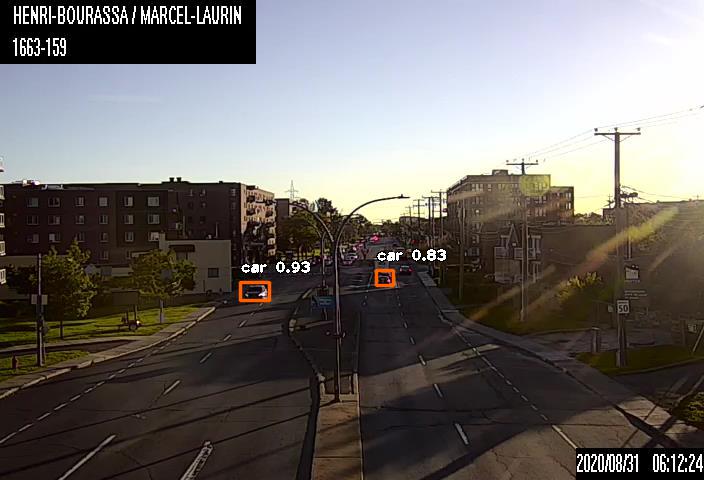 HENRI-BOURASSA / MARCEL-LAURIN
1663-159
car 0.93
car 0.83
50
2020/08/31 06:12:24